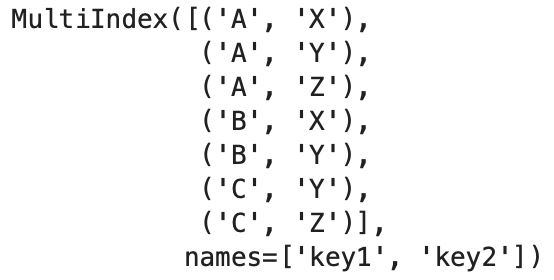 MultiIndex([('A', 'X'),
            ('A', 'Y'),
            ('A', 'Z'),
            ('B', 'X'),
            ('B', 'Y'),
            ('C', 'Y'),
            ('C', 'Z')],
           names=['key1', 'key2'])